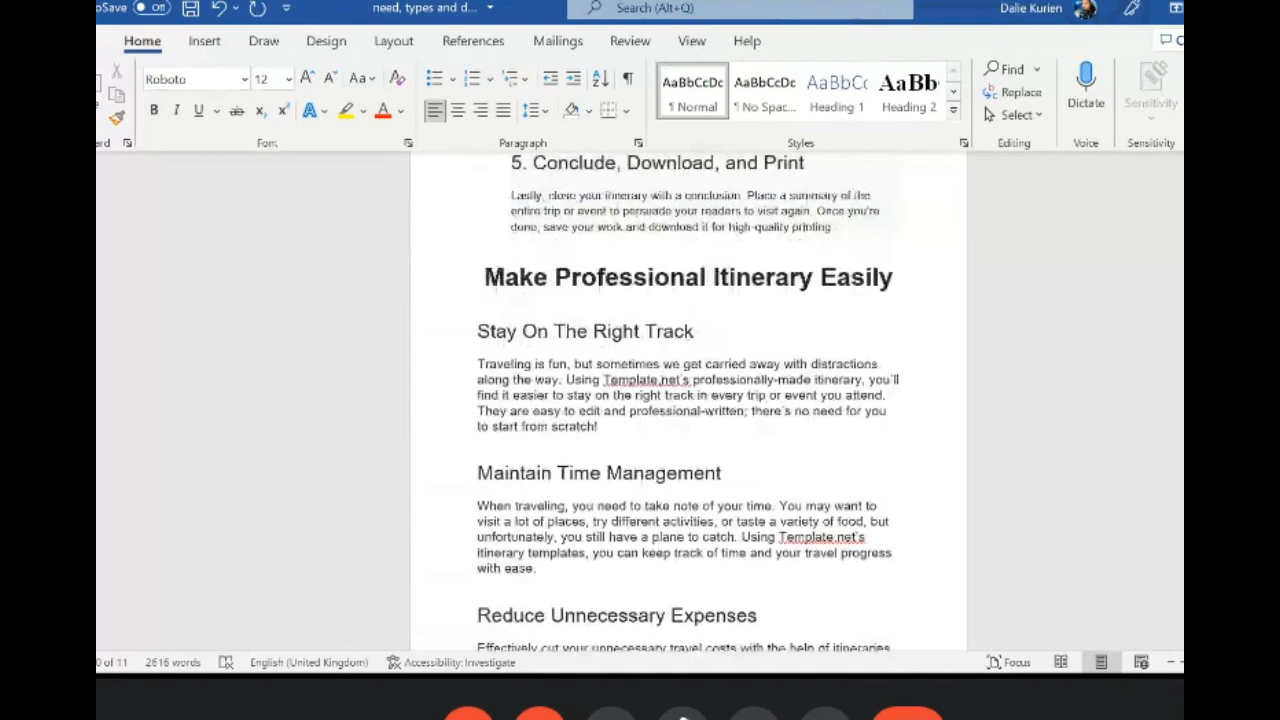 oSave Off need, types and d... Search (Alt+Q) Dalie Kurien
Home Insert Draw Design Layout References Mailings Review View Help
Roboto 12 Aa AaBbCcDc AaBbCcDc AaBbCc AaBb Find
¶ Normal ¶ No Spac... Heading 1 Heading 2 Replace Dictate Sensitivity
Select
rd Font Paragraph Styles Editing Voice Sensitivity
5. Conclude, Download, and Print
Lastly, close your itinerary with a conclusion. Place a summary of the
entire trip or event to persuade your readers to visit again. Once you're
done, save your work and download it for high-quality printing.
Make Professional Itinerary Easily
Stay On The Right Track
Traveling is fun, but sometimes we get carried away with distractions
along the way. Using Template.net's professionally-made itinerary, you'll
find it easier to stay on the right track in every trip or event you attend.
They are easy to edit and professional-written; there's no need for you
to start from scratch!
Maintain Time Management
When traveling, you need to take note of your time. You may want to
visit a lot of places, try different activities, or taste a variety of food, but
unfortunately, you still have a plane to catch. Using Template.net's
itinerary templates, you can keep track of time and your travel progress
with ease.
Reduce Unnecessary Expenses
Effectively cut your unnecessary travel costs with the help of itineraries
0 of 11 2616 words English (United Kingdom) Accessibility: Investigate Focus